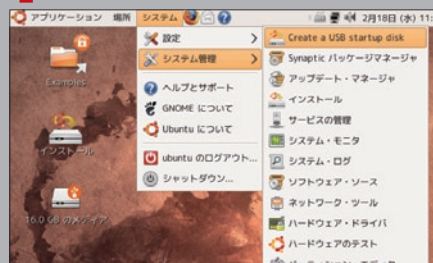 アプリケーション 場所 システム 2月18日 (水) 11:
Examples
インストール
16.0 GB のメディア
設定
システム管理
ヘルプとサポート
GNOME について
Ubuntu について
ubuntu のログアウト...
シャットダウン...
Create a USB startup disk
Synaptic パッケージマネージャ
アップデート・マネージャ
インストール
サービスの管理
システム・モニタ
システム・ログ
ソフトウェア・ソース
ネットワーク・ツール
ハードウェア・ドライバ
ハードウェアのテスト